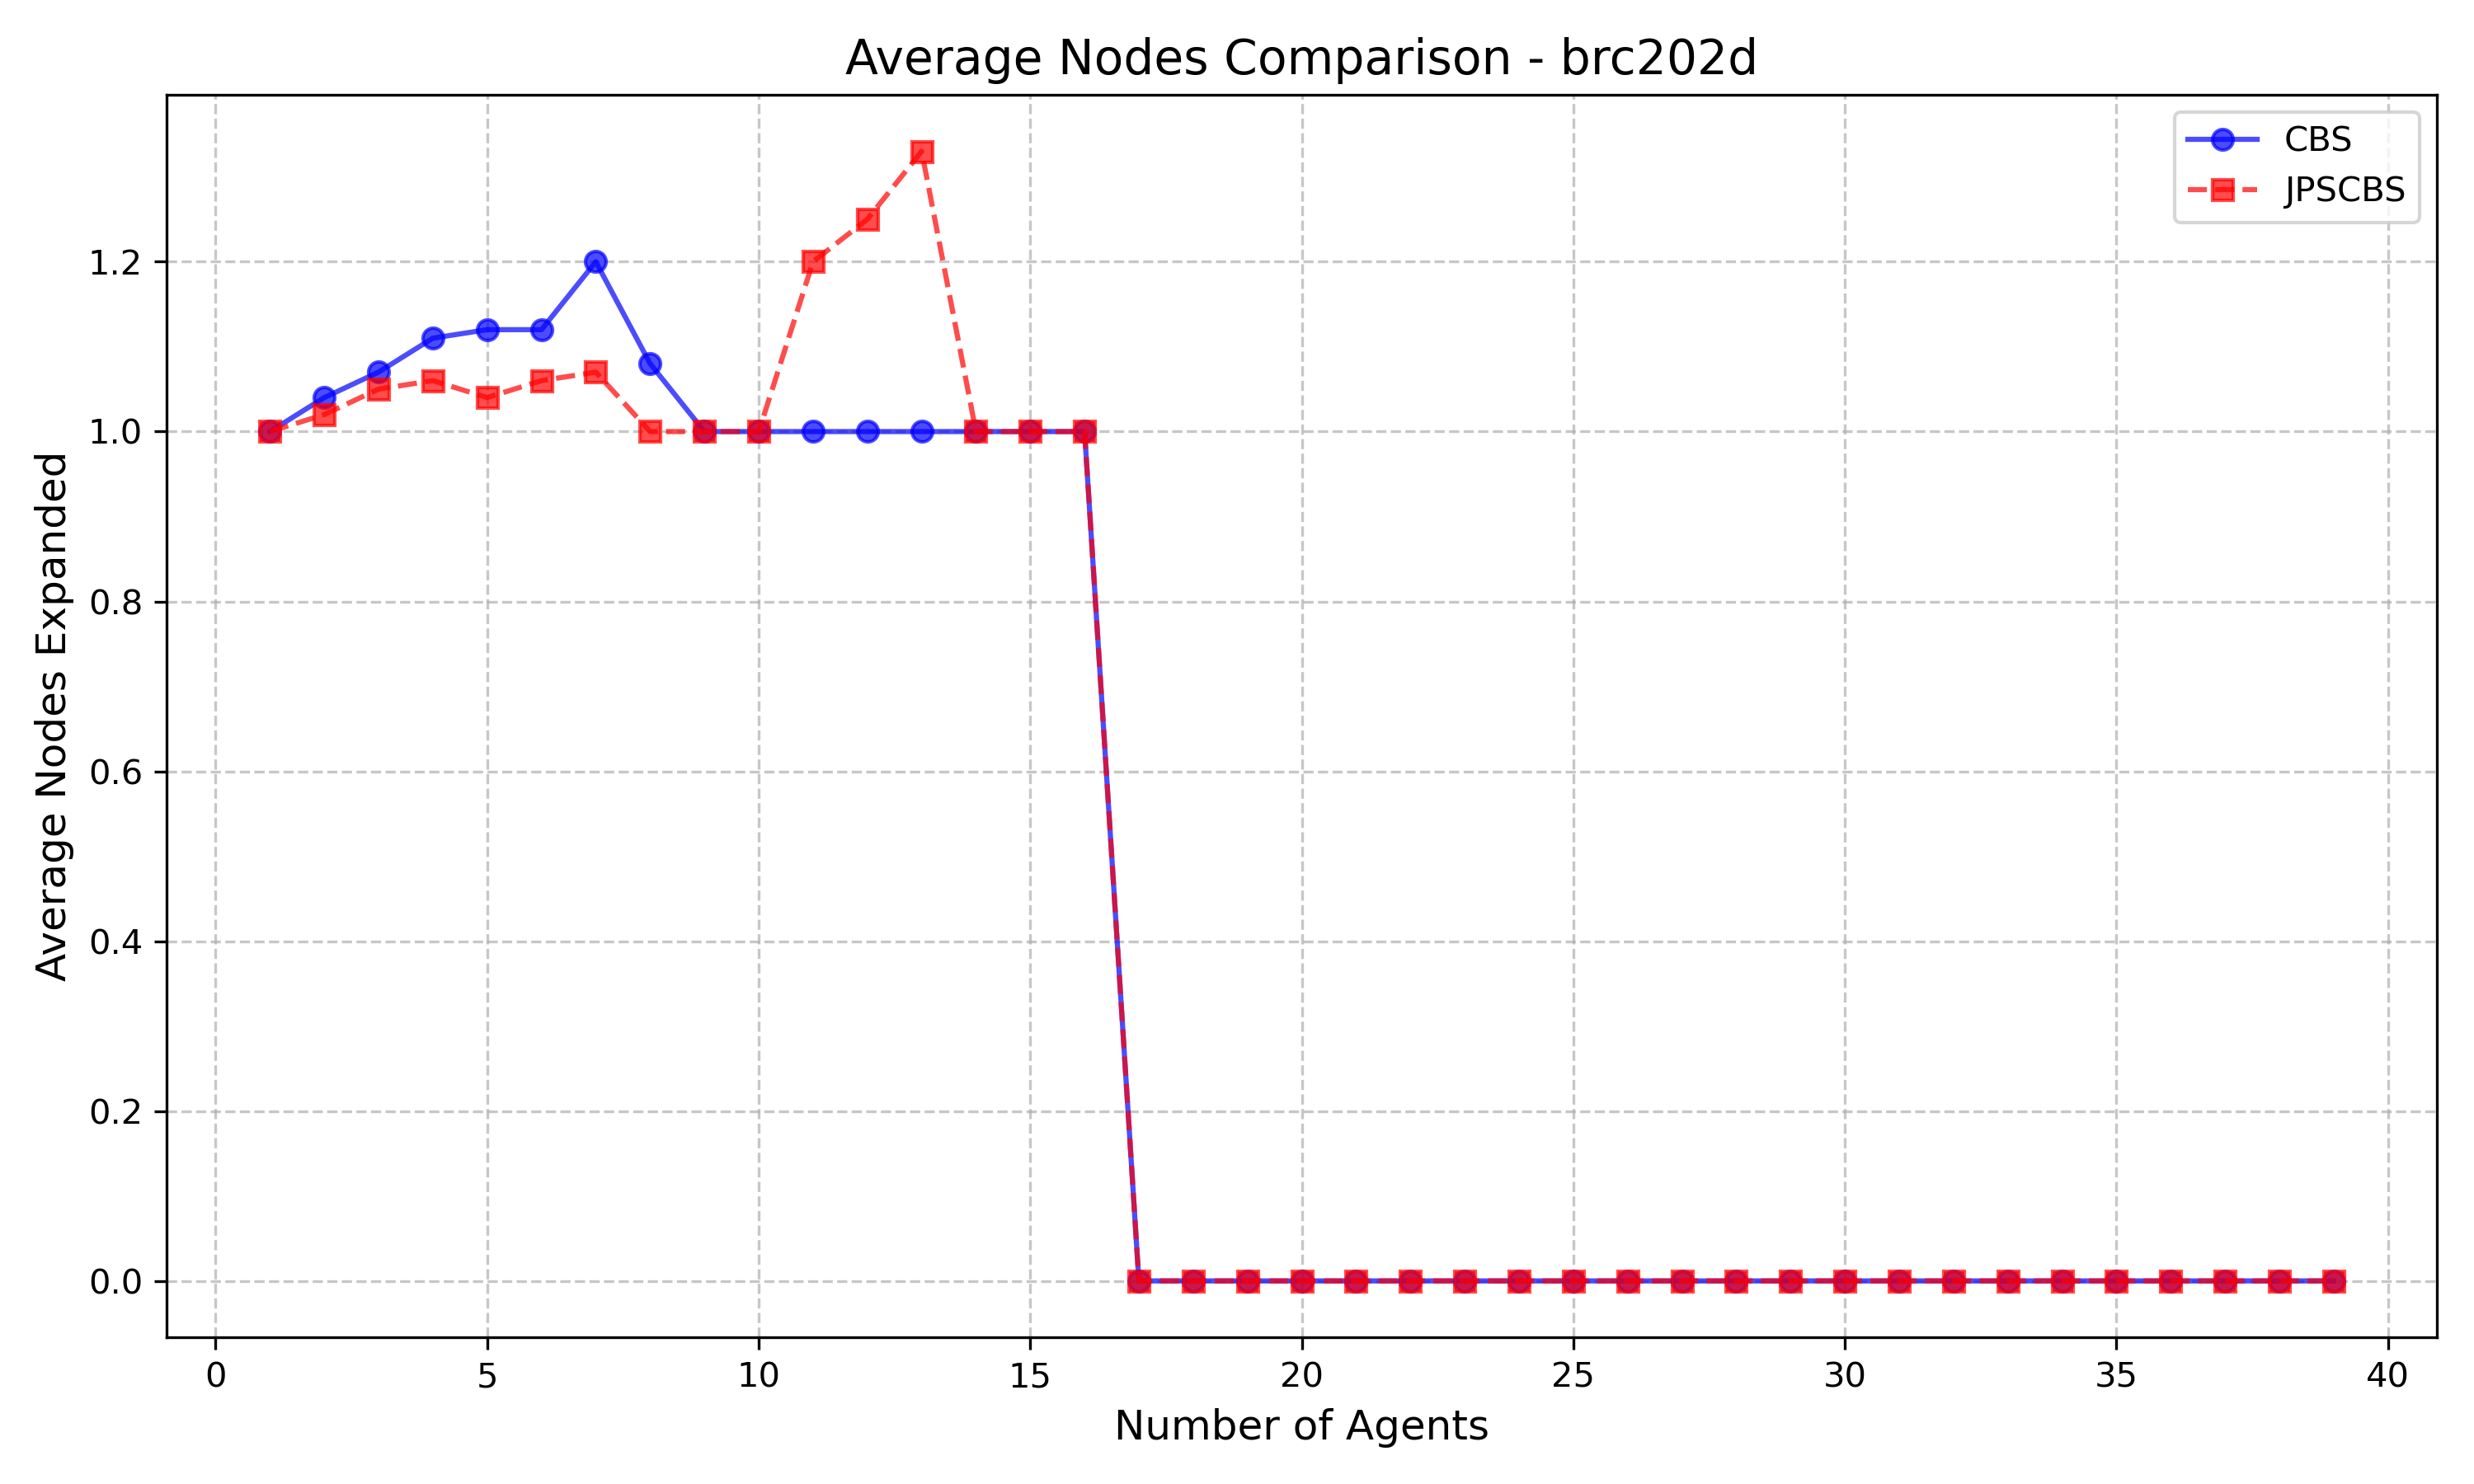 Average Nodes Comparison - brc202d
CBS
JPSCBS
Average Nodes Expanded
1.2
1.0
0.8
0.6
0.4
0.2
0.0
0 5 10 15 20 25 30 35 40
Number of Agents